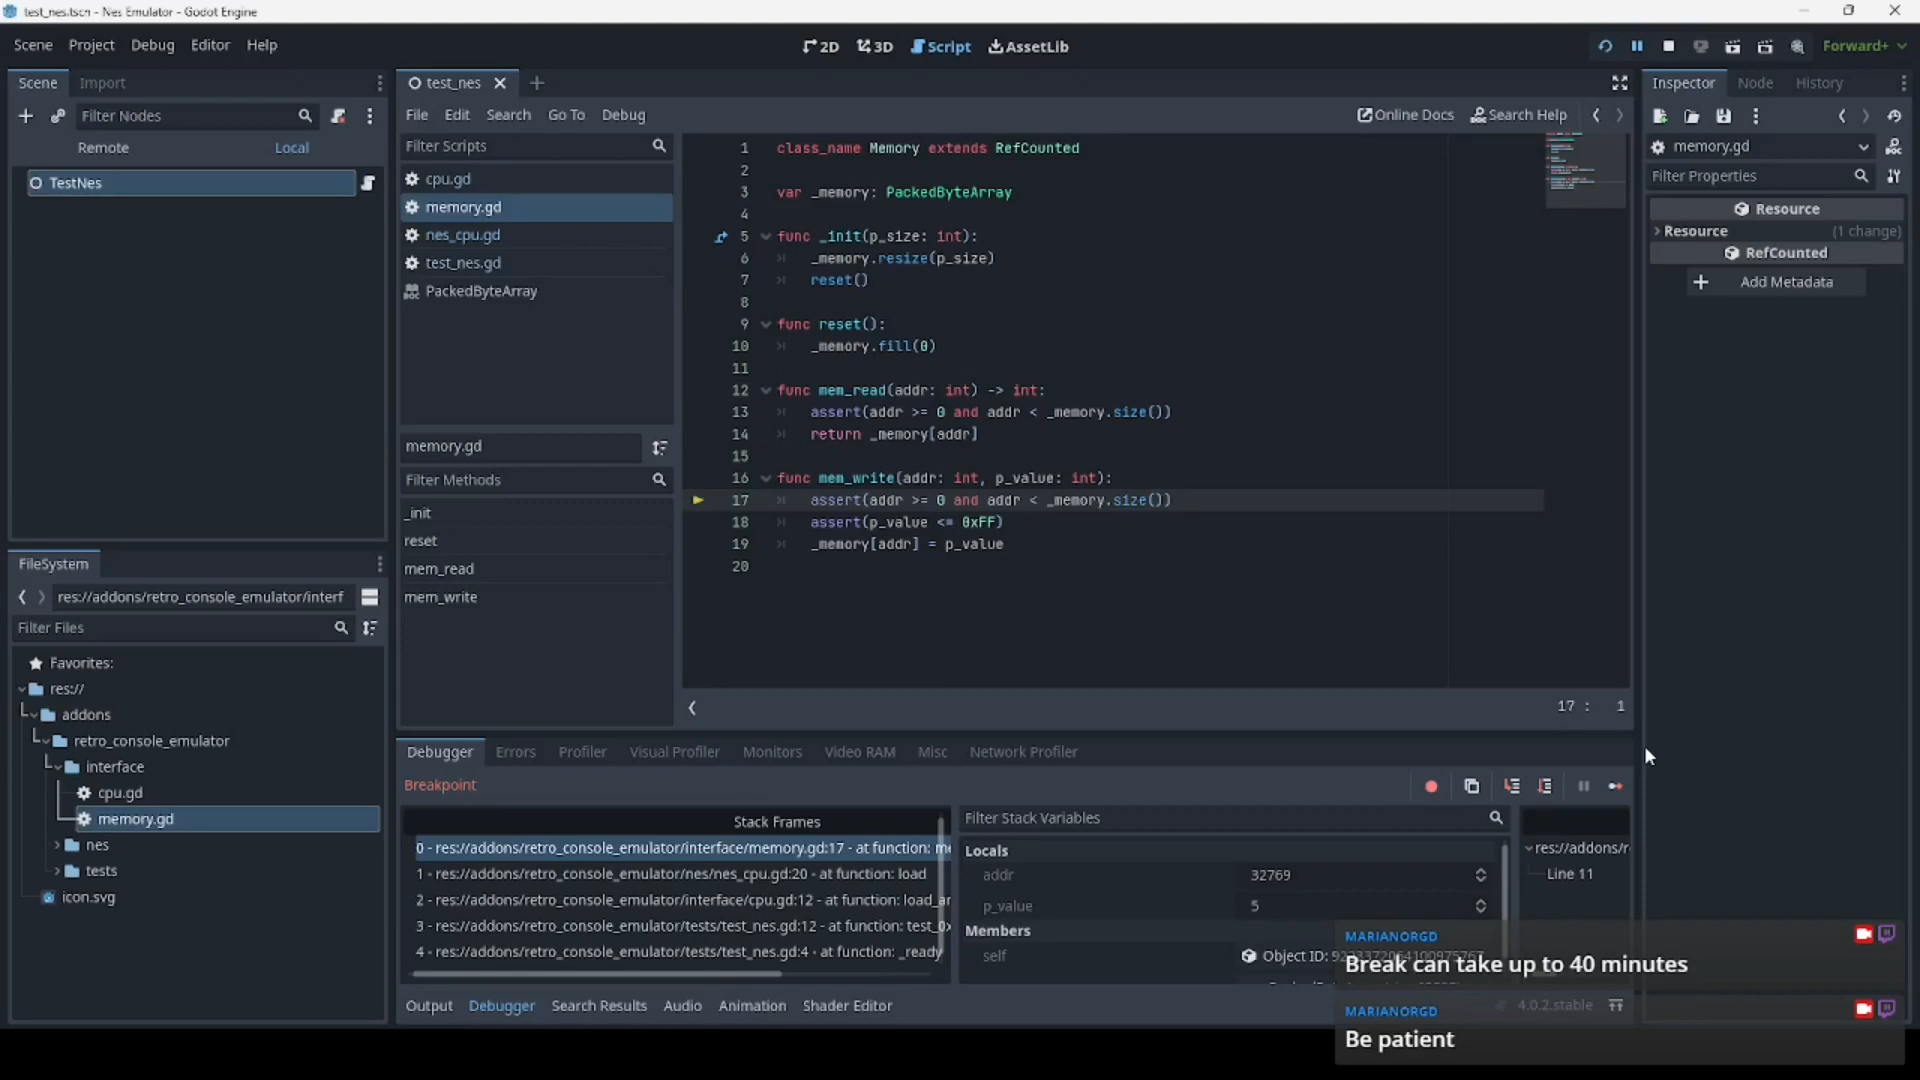 test_nes.tscn - Nes Emulator - Godot Engine
Scene Project Debug Editor Help
2D 3D Script AssetLib
Forward+
Scene Import
Filter Nodes
Remote Local
TestNes
FileSystem
res://addons/retro_console_emulator/interf
Filter Files
Favorites:
res://
addons
retro_console_emulator
interface
cpu.gd
memory.gd
nes
tests
icon.svg
test_nes
File Edit Search Go To Debug
Online Docs Search Help
Filter Scripts
cpu.gd
memory.gd
nes_cpu.gd
test_nes.gd
PackedByteArray
memory.gd
Filter Methods
_init
reset
mem_read
mem_write
1 class_name Memory extends RefCounted
2
3 var _memory: PackedByteArray
4
5 func _init(p_size: int):
6 _memory.resize(p_size)
7 reset()
8
9 func reset():
10 _memory.fill(0)
11
12 func mem_read(addr: int) -> int:
13 assert(addr >= 0 and addr < _memory.size())
14 return _memory[addr]
15
16 func mem_write(addr: int, p_value: int):
17 assert(addr >= 0 and addr < _memory.size())
18 assert(p_value <= 0xFF)
19 _memory[addr] = p_value
20
17 : 1
Debugger Errors Profiler Visual Profiler Monitors Video RAM Misc Network Profiler
Breakpoint
Stack Frames
0 - res://addons/retro_console_emulator/interface/memory.gd:17 - at function: me
1 - res://addons/retro_console_emulator/nes/nes_cpu.gd:20 - at function: load
2 - res://addons/retro_console_emulator/interface/cpu.gd:12 - at function: load_ar
3 - res://addons/retro_console_emulator/tests/test_nes.gd:12 - at function: test_0x
4 - res://addons/retro_console_emulator/tests/test_nes.gd:4 - at function: _ready
Filter Stack Variables
Locals
addr 32769
p_value 5
Members
self Object ID:
res://addons/r
Line 11
Output Debugger Search Results Audio Animation Shader Editor
4.0.2.stable
Inspector Node History
memory.gd
Filter Properties
Resource
Resource (1 change)
RefCounted
Add Metadata
MARIANORGD
Break can take up to 40 minutes
MARIANORGD
Be patient